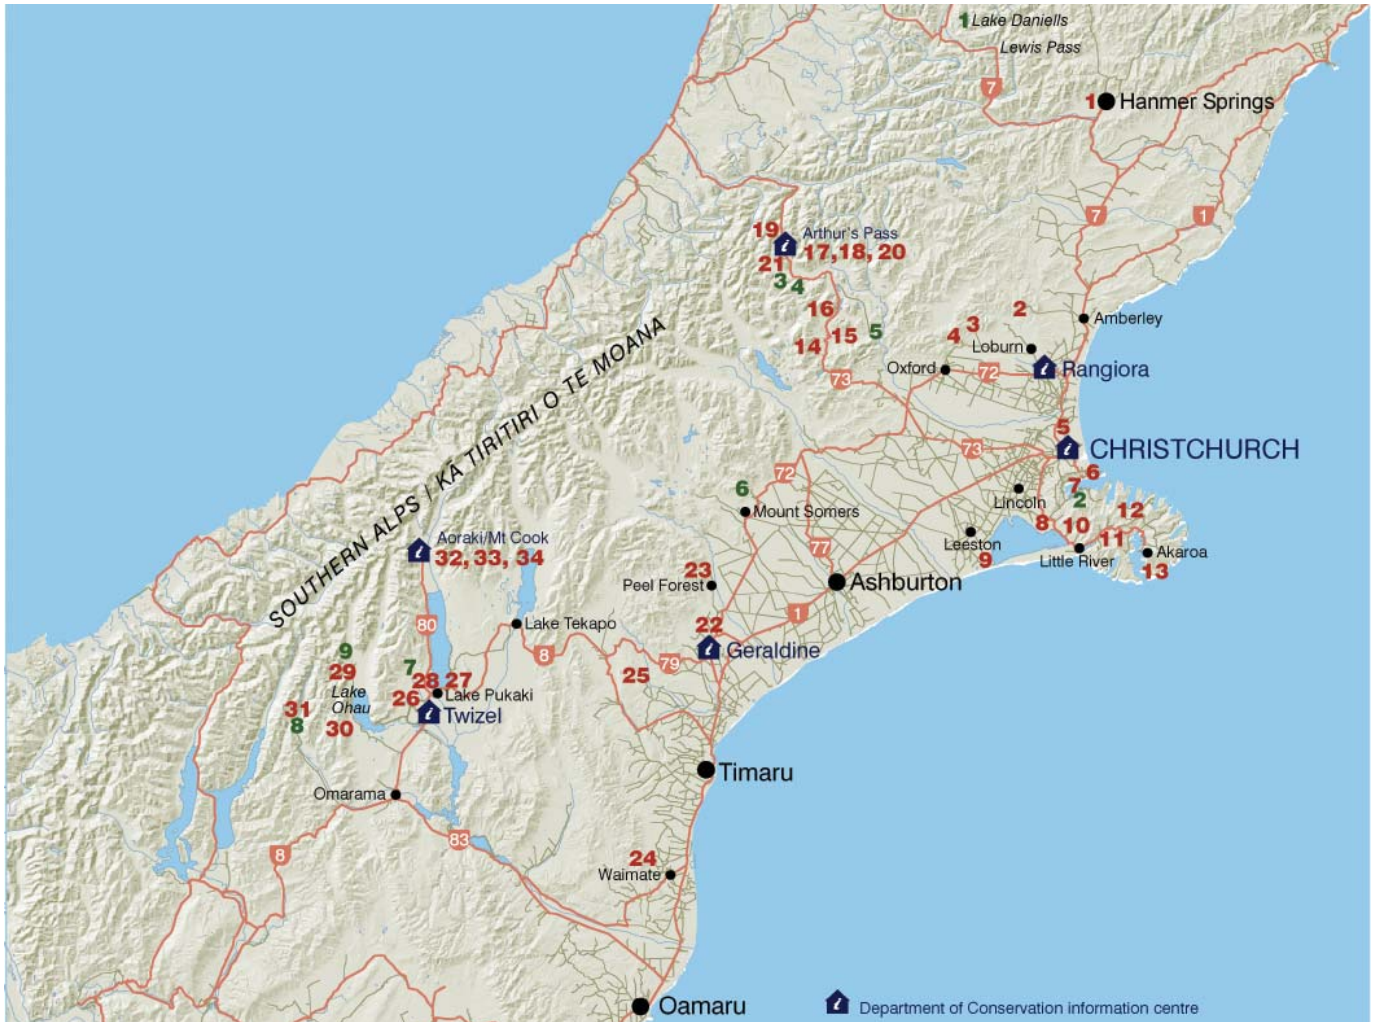 1 Lake Daniells
Lewis Pass
7
1 Hanmer Springs
7
1
19
Arthur's Pass
17,18, 20
21
3
4
16
2
3
4
15
5
14
Amberley
Loburn
Oxford
72
Rangiora
73
SOUTHERN ALPS / KĀ TIRITIRI O TE MOANA
5
73
CHRISTCHURCH
72
6
7
6
2
Lincoln
Mount Somers
12
8
10
11
Leeston
9
Little River
Akaroa
13
77
Aoraki/Mt Cook
32, 33, 34
23
Peel Forest
Ashburton
1
80
Lake Tekapo
22
8
79
Geraldine
25
9
29
7
28
27
Lake
Ohau
26
Lake Pukaki
31
8
30
Twizel
Timaru
Omarama
83
8
24
Waimate
Oamaru
i Department of Conservation information centre